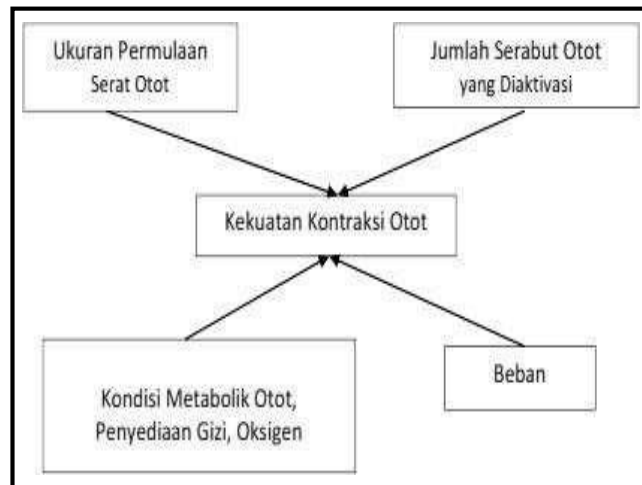 Ukuran Permulaan
Serat Otot
Jumlah Serabut Otot
yang Diaktivasi
Kekuatan Kontraksi Otot
Kondisi Metabolik Otot,
Penyediaan Gizi, Oksigen
Beban